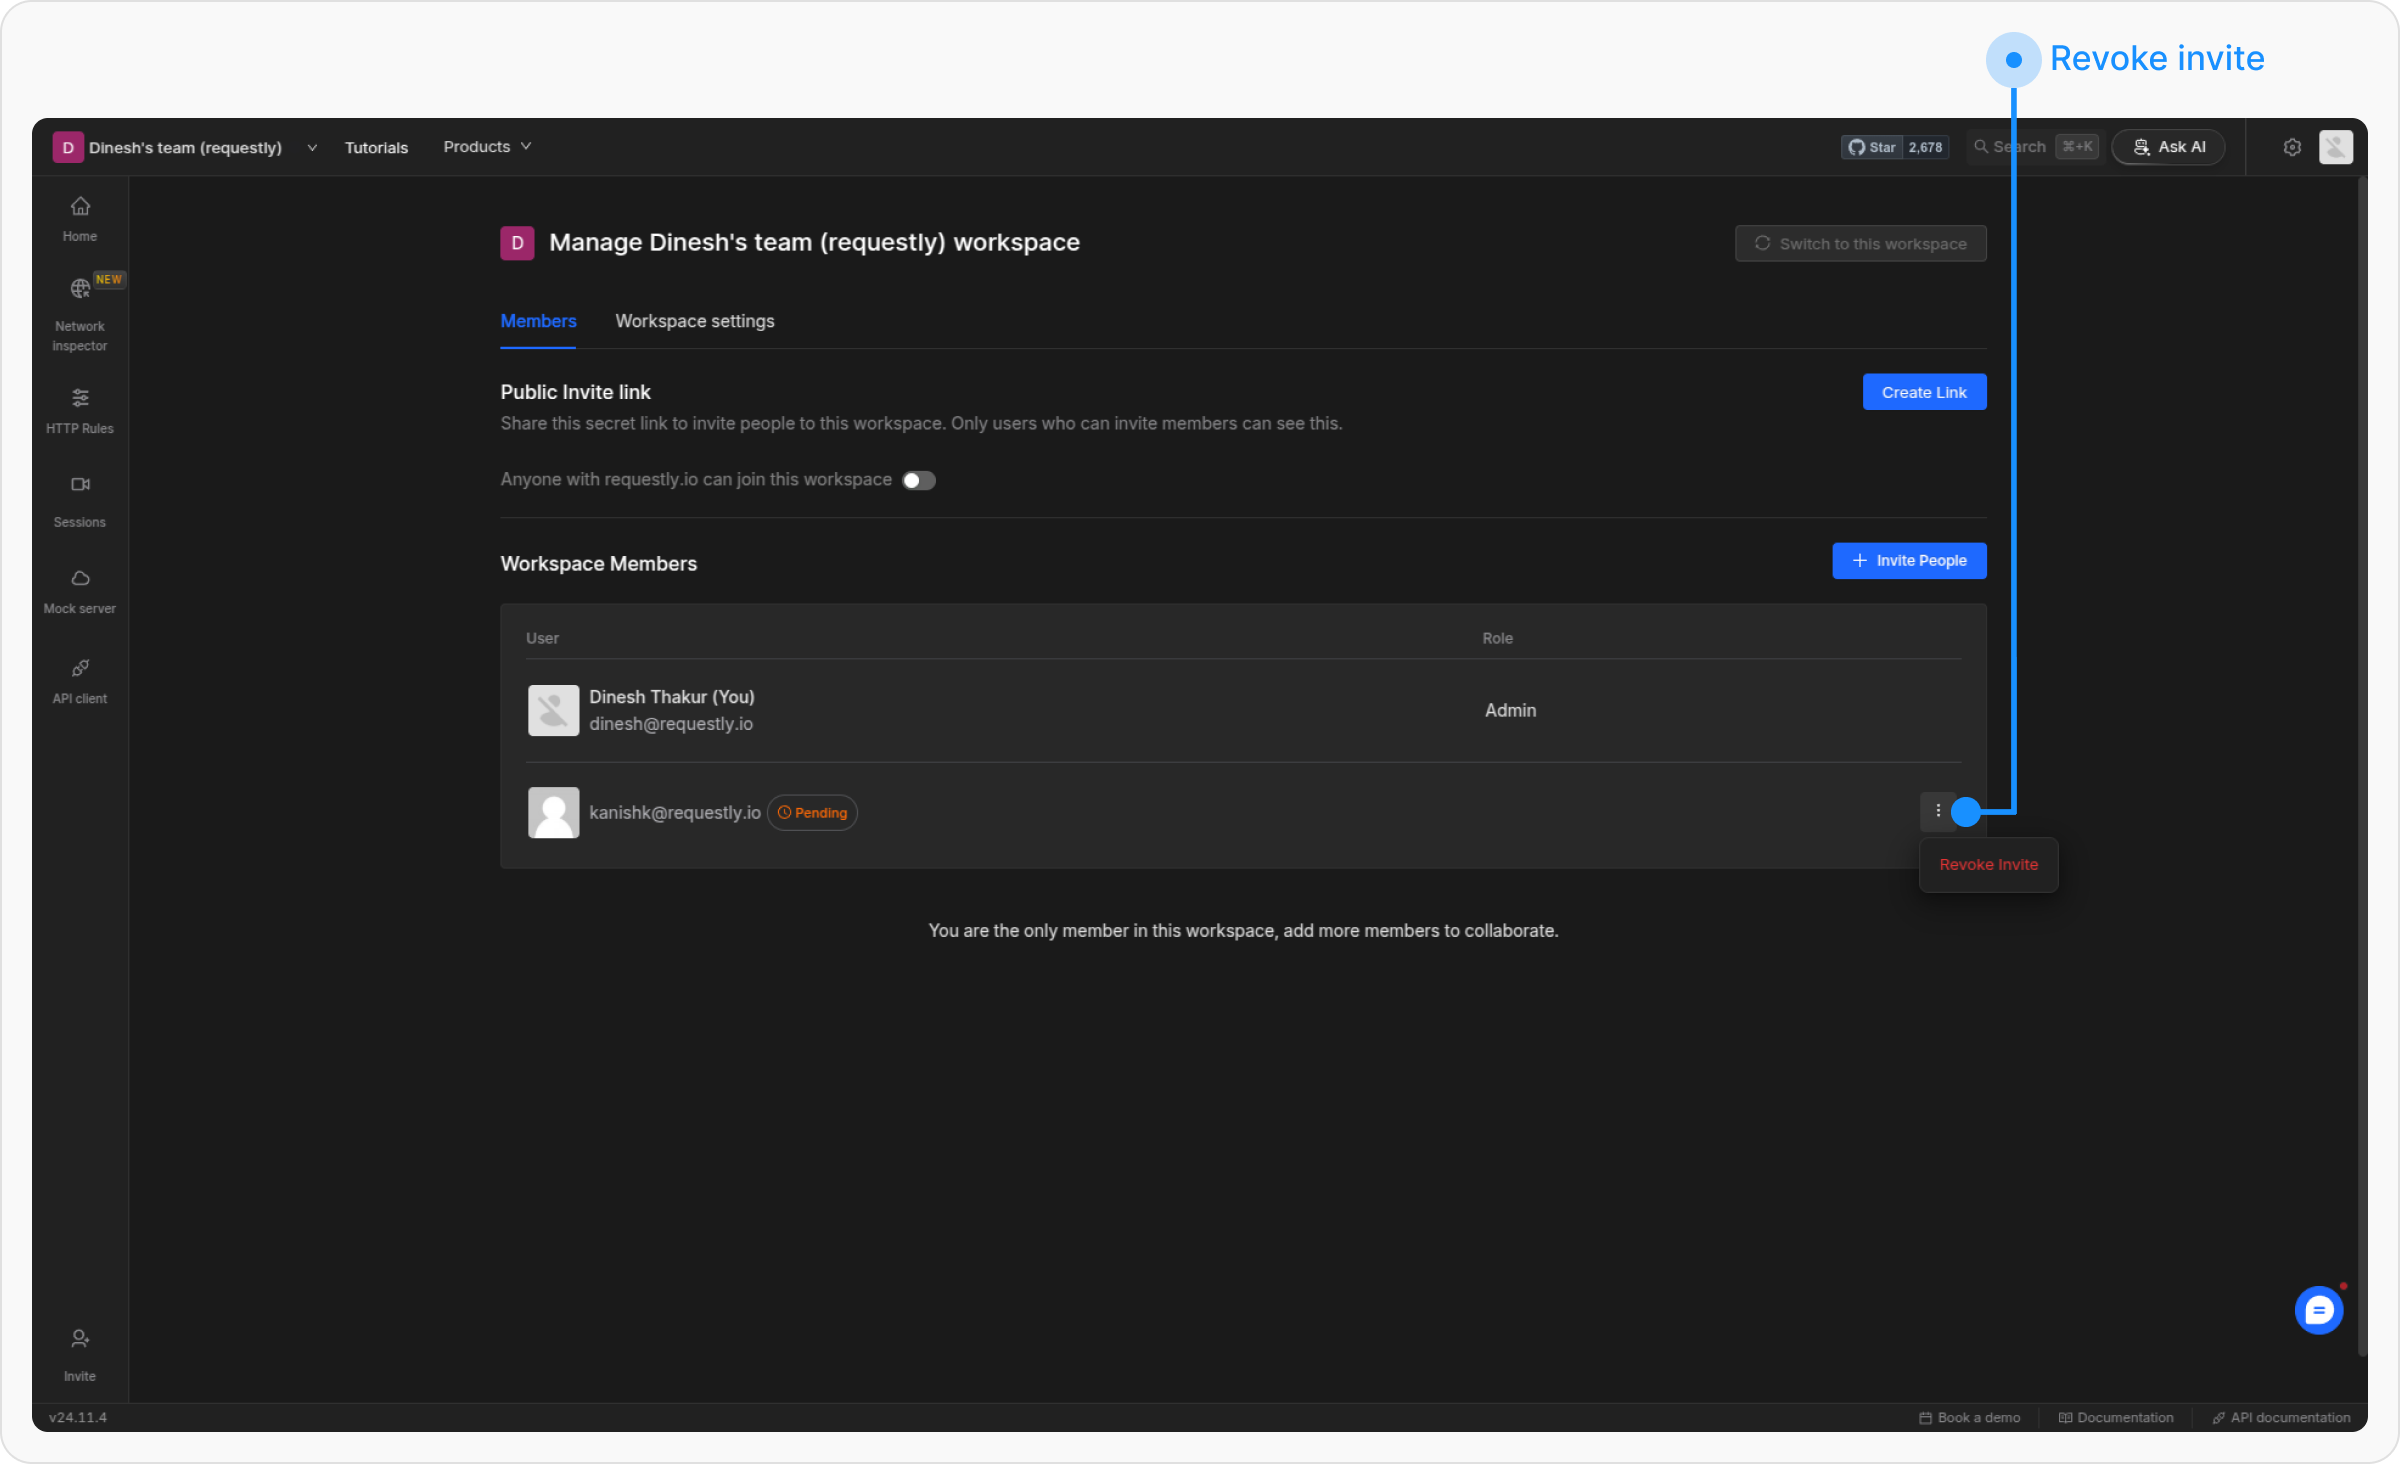 Revoke invite
D Dinesh's team (requestly) Tutorials Products Star 2,678 Search ⌘+K Ask AI
Home
NEW
Network
inspector
HTTP Rules
Sessions
Mock server
API client
Invite
D Manage Dinesh's team (requestly) workspace
Switch to this workspace
Members Workspace settings
Public Invite link
Create Link
Share this secret link to invite people to this workspace. Only users who can invite members can see this.
Anyone with requestly.io can join this workspace
Workspace Members
Invite People
User Role
Dinesh Thakur (You)
dinesh@requestly.io
Admin
kanishk@requestly.io Pending
Revoke Invite
You are the only member in this workspace, add more members to collaborate.
v24.11.4 Book a demo Documentation API documentation